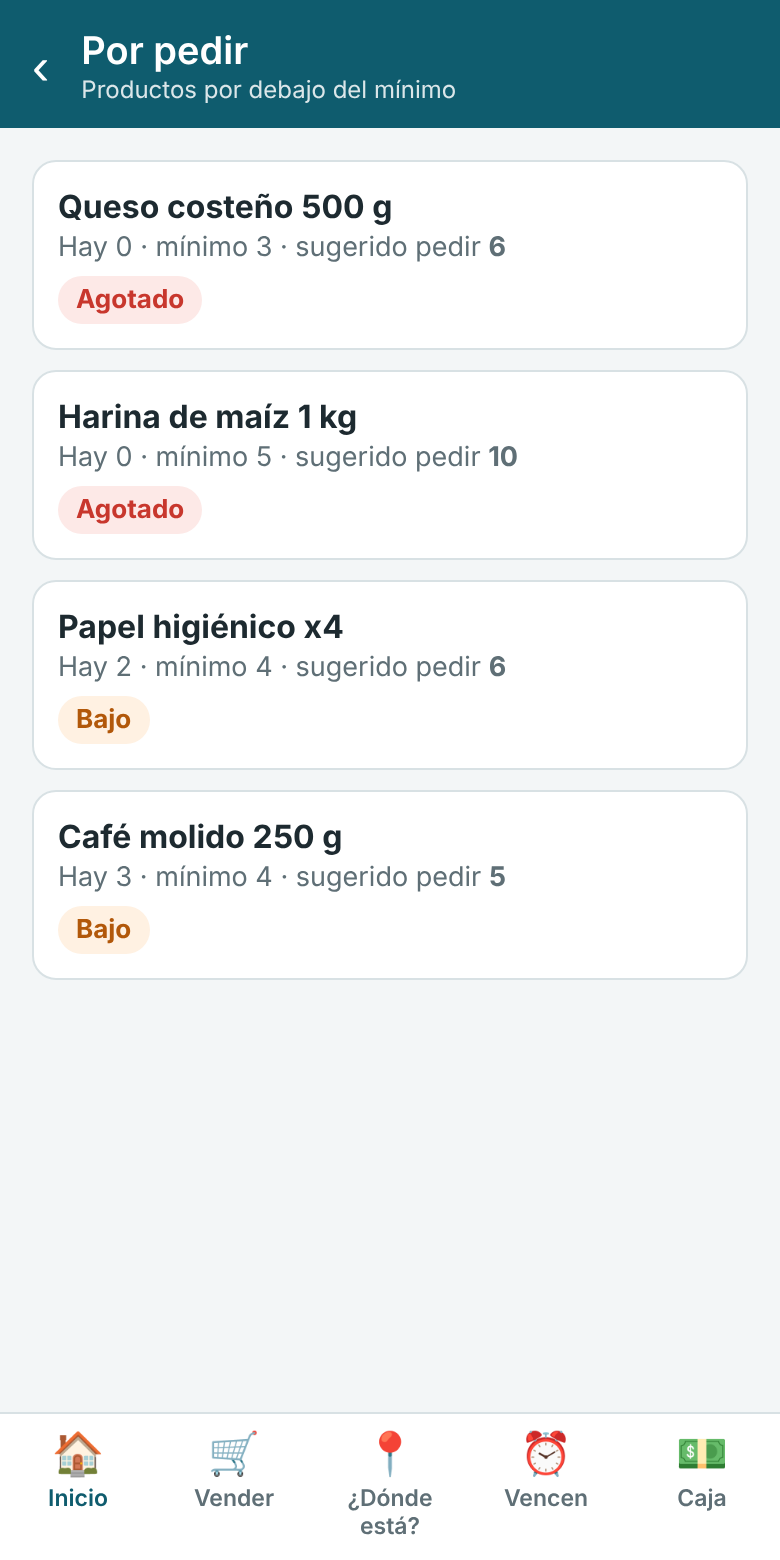 Por pedir
Productos por debajo del mínimo
Queso costeño 500 g
Hay 0 · mínimo 3 · sugerido pedir 6
Agotado
Harina de maíz 1 kg
Hay 0 · mínimo 5 · sugerido pedir 10
Agotado
Papel higiénico x4
Hay 2 · mínimo 4 · sugerido pedir 6
Bajo
Café molido 250 g
Hay 3 · mínimo 4 · sugerido pedir 5
Bajo
Inicio
Vender
¿Dónde
está?
Vencen
Caja